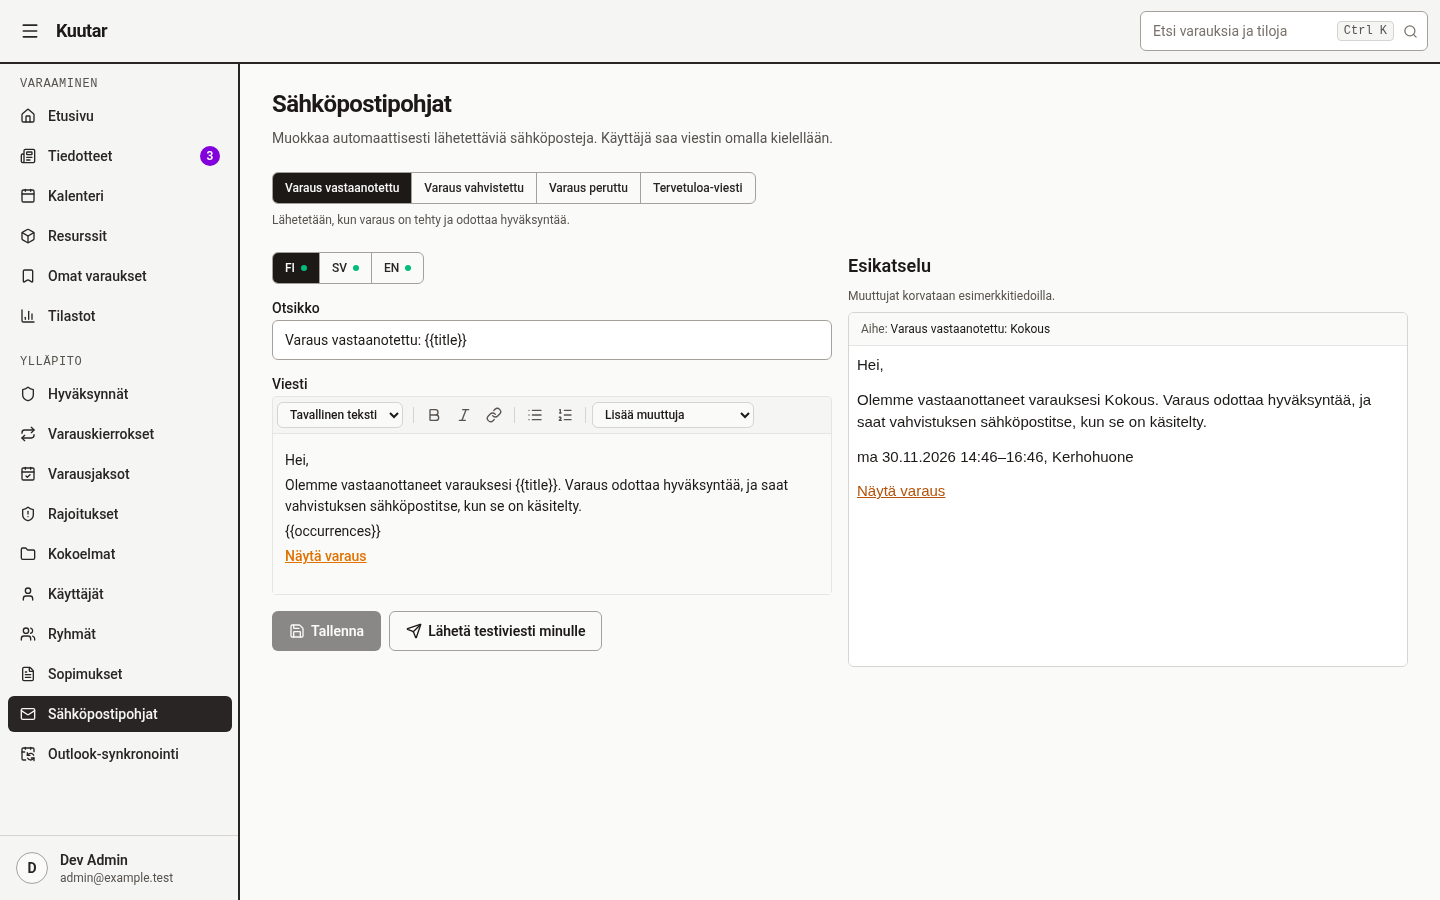 Kuutar
Etsi varauksia ja tiloja
Ctrl K
VARAAMINEN
Etusivu
Tiedotteet
3
Kalenteri
Resurssit
Omat varaukset
Tilastot
YLLÄPITO
Hyväksynnät
Varauskierrokset
Varausjaksot
Rajoitukset
Kokoelmat
Käyttäjät
Ryhmät
Sopimukset
Sähköpostipohjat
Outlook-synkronointi
D
Dev Admin
admin@example.test
Sähköpostipohjat
Muokkaa automaattisesti lähetettäviä sähköposteja. Käyttäjä saa viestin omalla kielellään.
Varaus vastaanotettu
Varaus vahvistettu
Varaus peruttu
Tervetuloa-viesti
Lähetetään, kun varaus on tehty ja odottaa hyväksyntää.
FI
SV
EN
Otsikko
Varaus vastaanotettu: {{title}}
Viesti
Tavallinen teksti
Lisää muuttuja
Hei,
Olemme vastaanottaneet varauksesi {{title}}. Varaus odottaa hyväksyntää, ja saat
vahvistuksen sähköpostitse, kun se on käsitelty.
{{occurrences}}
Näytä varaus
Tallenna
Lähetä testiviesti minulle
Esikatselu
Muuttujat korvataan esimerkkitiedoilla.
Aihe: Varaus vastaanotettu: Kokous
Hei,
Olemme vastaanottaneet varauksesi Kokous. Varaus odottaa hyväksyntää, ja
saat vahvistuksen sähköpostitse, kun se on käsitelty.
ma 30.11.2026 14:46–16:46, Kerhohuone
Näytä varaus